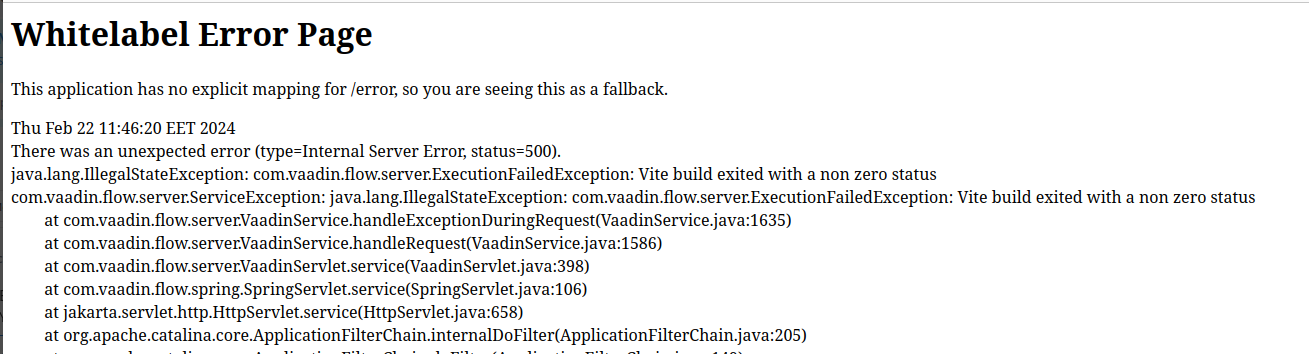 Whitelabel Error Page
This application has no explicit mapping for /error, so you are seeing this as a fallback.
Thu Feb 22 11:46:20 EET 2024
There was an unexpected error (type=Internal Server Error, status=500).
java.lang.IllegalStateException: com.vaadin.flow.server.ExecutionFailedException: Vite build exited with a non zero status
com.vaadin.flow.server.ServiceException: java.lang.IllegalStateException: com.vaadin.flow.server.ExecutionFailedException: Vite build exited with a non zero status
at com.vaadin.flow.server.VaadinService.handleExceptionDuringRequest(VaadinService.java:1635)
at com.vaadin.flow.server.VaadinService.handleRequest(VaadinService.java:1586)
at com.vaadin.flow.server.VaadinServlet.service(VaadinServlet.java:398)
at com.vaadin.flow.spring.SpringServlet.service(SpringServlet.java:106)
at jakarta.servlet.http.HttpServlet.service(HttpServlet.java:658)
at org.apache.catalina.core.ApplicationFilterChain.internalDoFilter(ApplicationFilterChain.java:205)